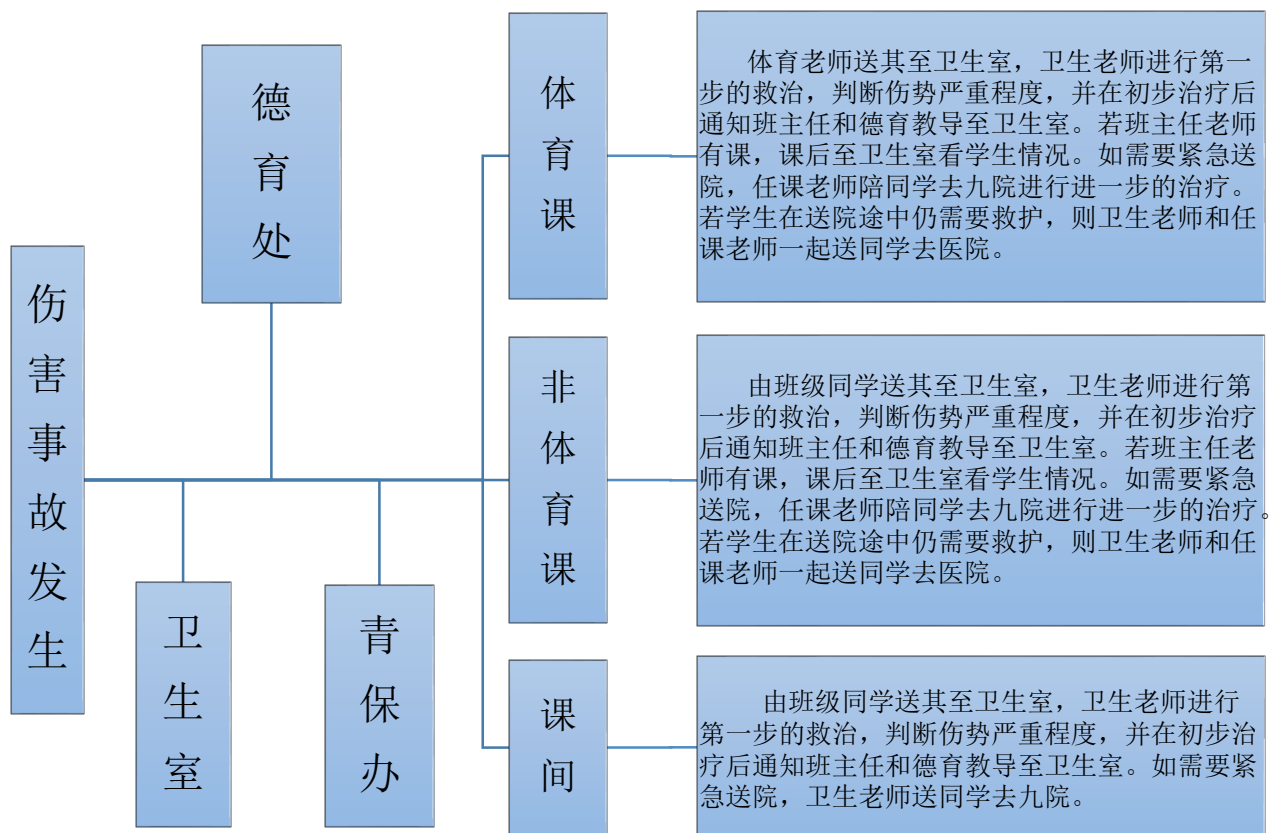 伤害事故发生
德育处
卫生室
青保办
体育课
体育老师送其至卫生室，卫生老师进行第一
步的救治，判断伤势严重程度，并在初步治疗后
通知班主任和德育教导至卫生室。若班主任老师
有课，课后至卫生室看学生情况。如需要紧急送
院，任课老师陪同学去九院进行进一步的治疗。
若学生在送院途中仍需要救护，则卫生老师和任
课老师一起送同学去医院。
非体育课
由班级同学送其至卫生室，卫生老师进行第
一步的救治，判断伤势严重程度，并在初步治疗
后通知班主任和德育教导至卫生室。若班主任老
师有课，课后至卫生室看学生情况。如需要紧急
送院，任课老师陪同学去九院进行进一步的治疗。
若学生在送院途中仍需要救护，则卫生老师和任
课老师一起送同学去医院。
课间
由班级同学送其至卫生室，卫生老师进行
第一步的救治，判断伤势严重程度，并在初步治
疗后通知班主任和德育教导至卫生室。如需要紧
急送院，卫生老师送同学去九院。